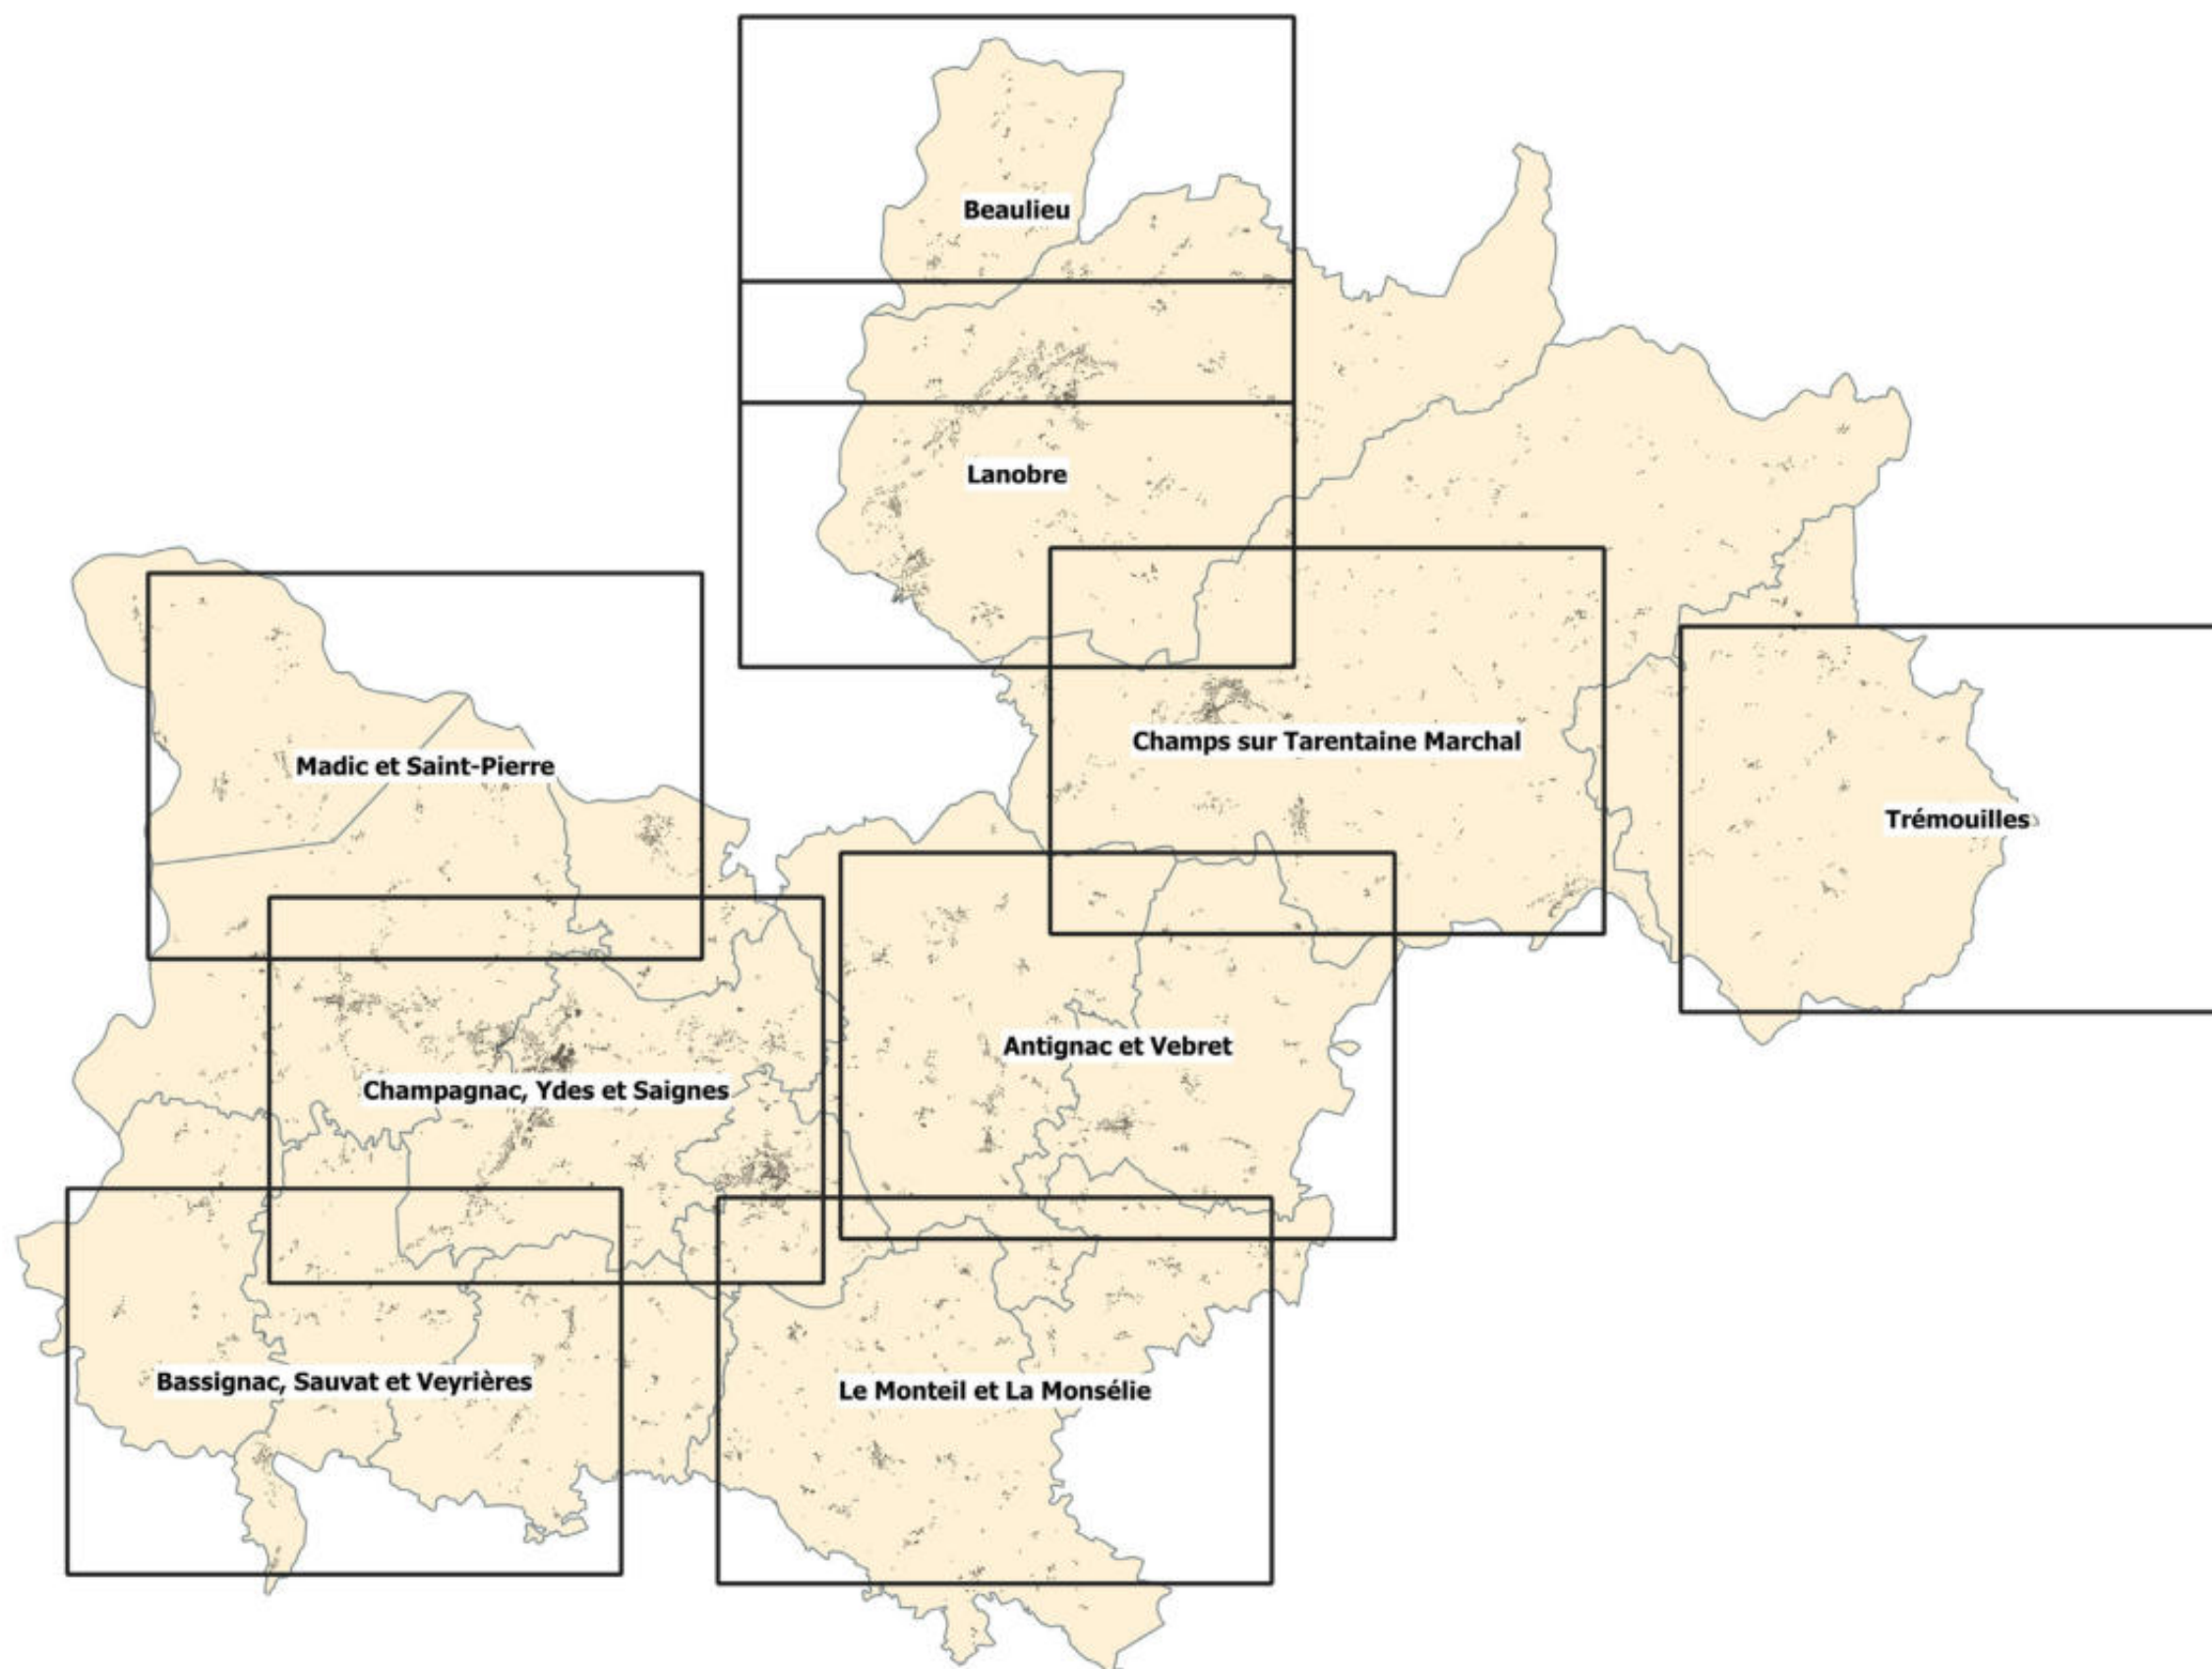 Beaulieu
Lanobre
Champs sur Tarentaine Marchal
Madic et Saint-Pierre
Trémouilles
Antignac et Vebret
Champagnac, Ydes et Saignes
Bassignac, Sauvat et Veyrières
Le Monteil et La Monsélie